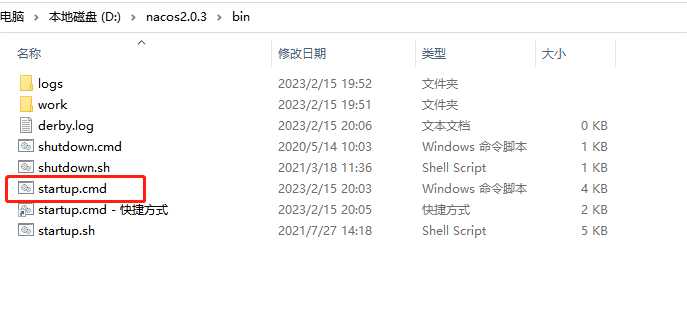 电脑 › 本地磁盘 (D:) › nacos2.0.3 › bin
名称 修改日期 类型 大小
logs 2023/2/15 19:52 文件夹
work 2023/2/15 19:51 文件夹
derby.log 2023/2/15 20:06 文本文档 0 KB
shutdown.cmd 2020/5/14 10:03 Windows 命令脚本 1 KB
shutdown.sh 2021/3/18 11:36 Shell Script 1 KB
startup.cmd 2023/2/15 20:03 Windows 命令脚本 4 KB
startup.cmd - 快捷方式 2023/2/15 20:05 快捷方式 2 KB
startup.sh 2021/7/27 14:18 Shell Script 5 KB